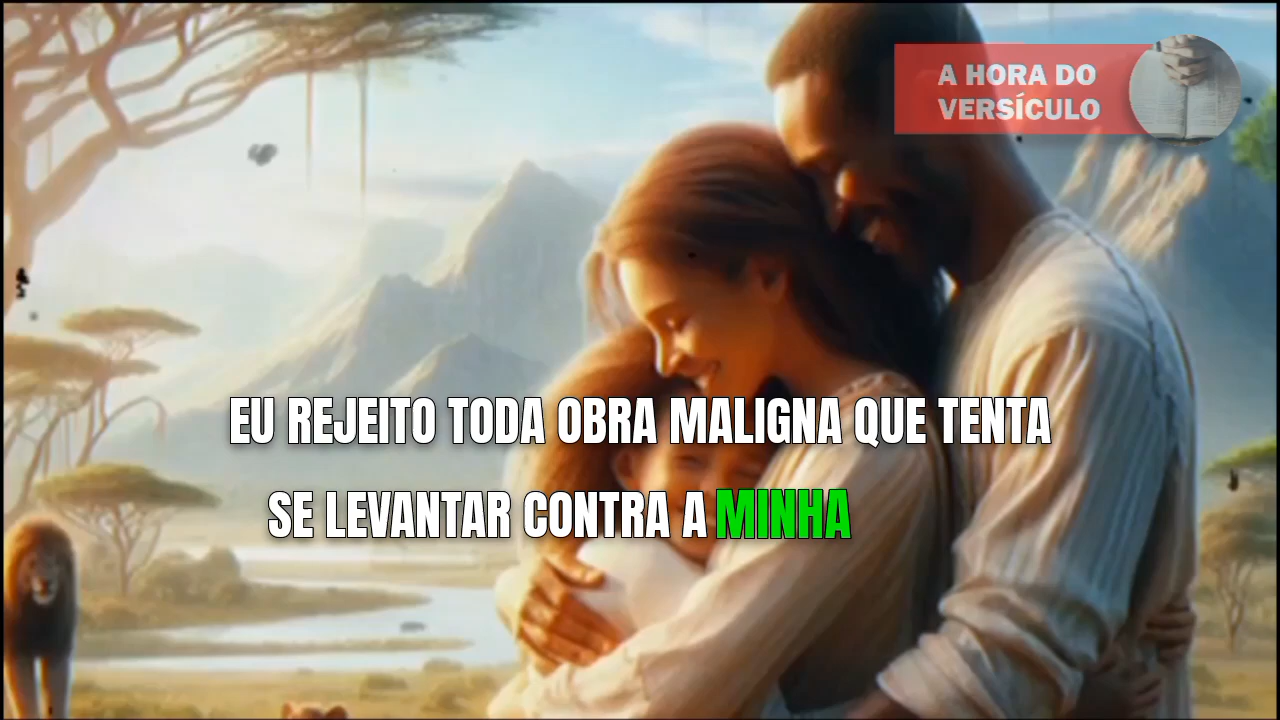 A HORA DO
VERSÍCULO
EU REJEITO TODA OBRA MALIGNA QUE TENTA
SE LEVANTAR CONTRA A MINHA